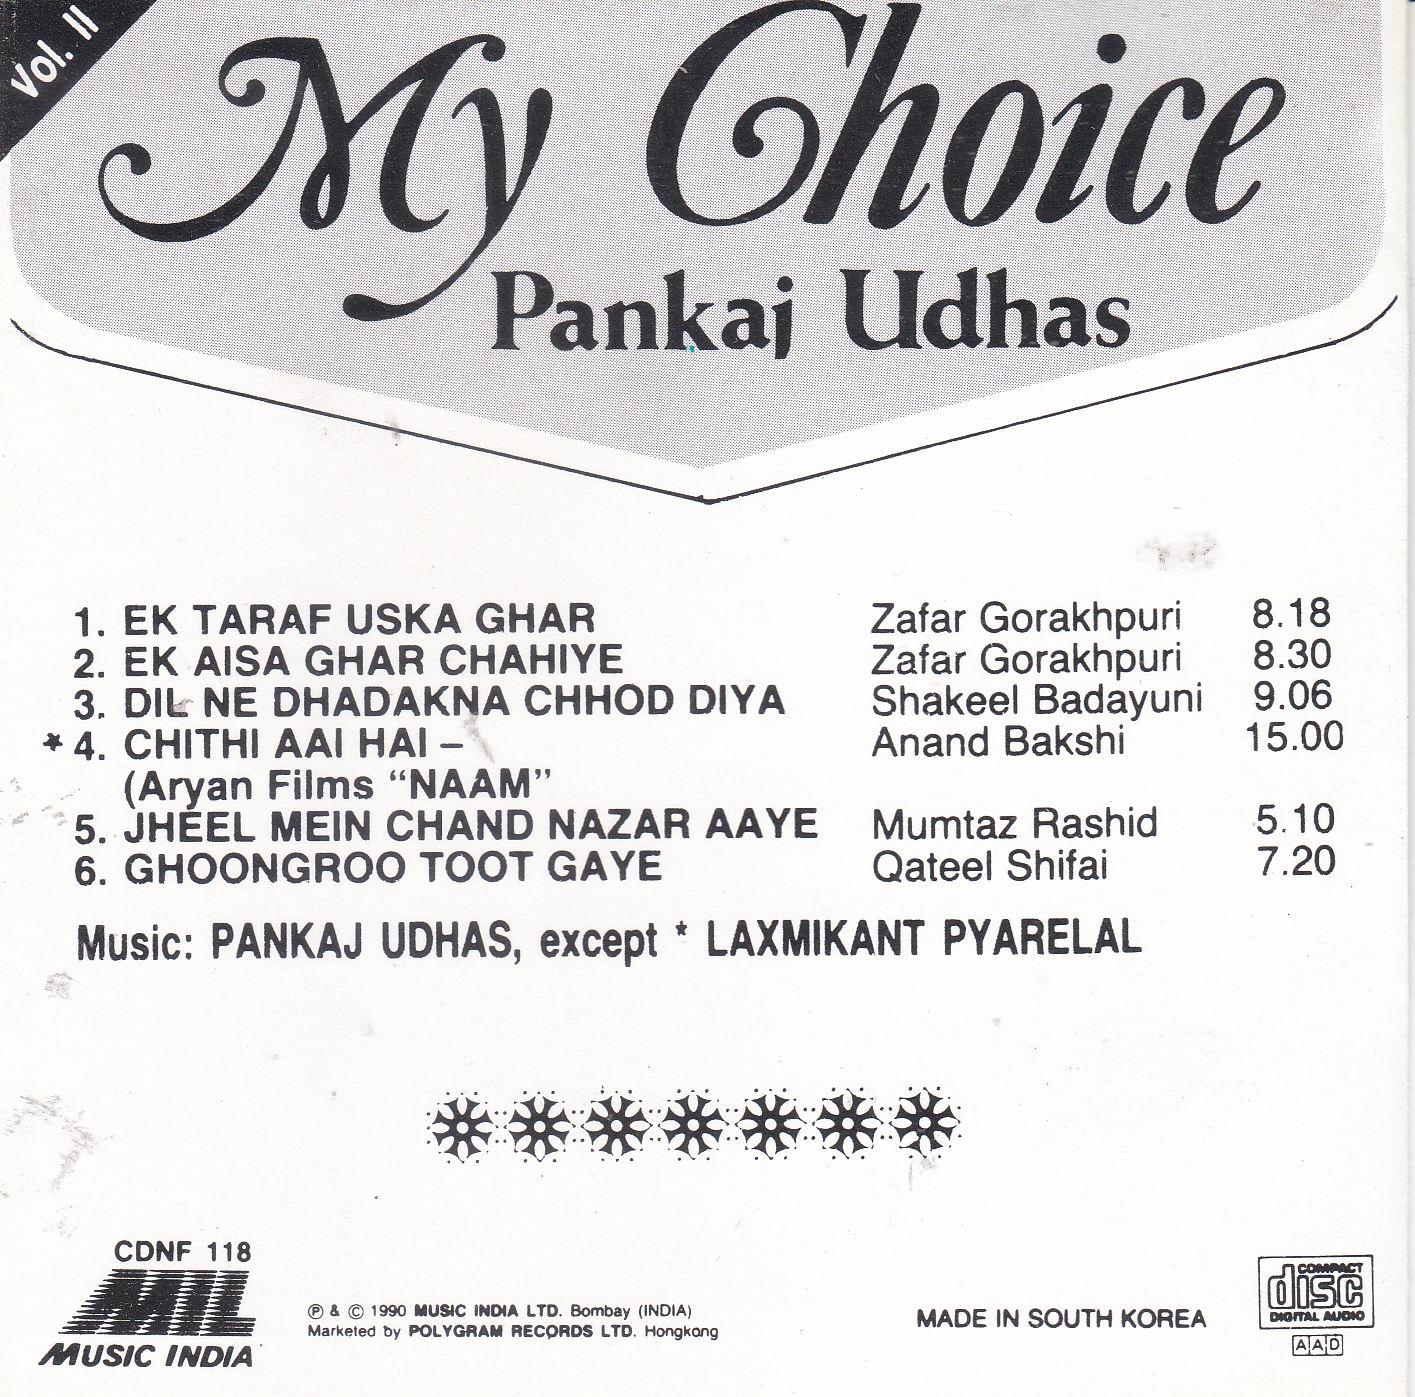 Vol. II
My Choice
Pankaj Udhas
1. EK TARAF USKA GHAR Zafar Gorakhpuri 8.18
2. EK AISA GHAR CHAHIYE Zafar Gorakhpuri 8.30
3. DIL NE DHADAKNA CHHOD DIYA Shakeel Badayuni 9.06
*4. CHITHI AAI HAI – Anand Bakshi 15.00
(Aryan Films “NAAM”
5. JHEEL MEIN CHAND NAZAR AAYE Mumtaz Rashid 5.10
6. GHOONGROO TOOT GAYE Qateel Shifai 7.20
Music: PANKAJ UDHAS, except * LAXMIKANT PYARELAL
CDNF 118
MIL
MUSIC INDIA
℗ & © 1990 MUSIC INDIA LTD. Bombay (INDIA)
Marketed by POLYGRAM RECORDS LTD. Hongkong
MADE IN SOUTH KOREA
COMPACT
disc
DIGITAL AUDIO
AAD